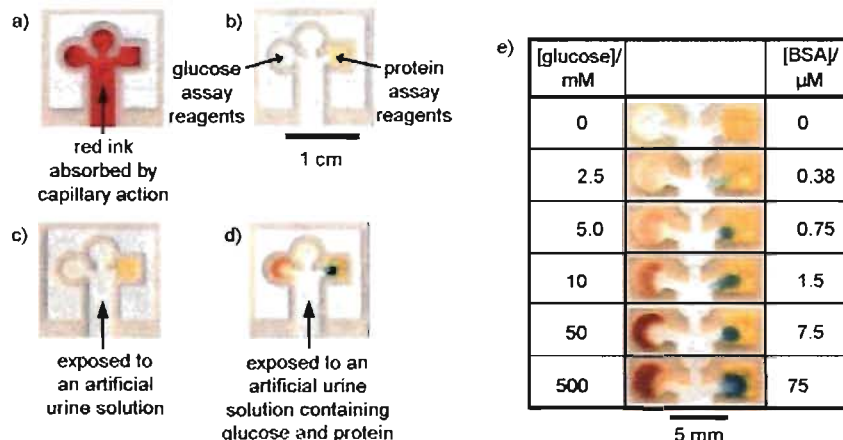 a)
b)
glucose
assay
reagents
protein
assay
reagents
red ink
absorbed by
capillary action
1 cm
c)
d)
exposed to
an artificial
urine solution
exposed to an
artificial urine
solution containing
glucose and protein
e)
[glucose]/
mM
[BSA]/
µM
0 0
2.5 0.38
5.0 0.75
10 1.5
50 7.5
500 75
5 mm